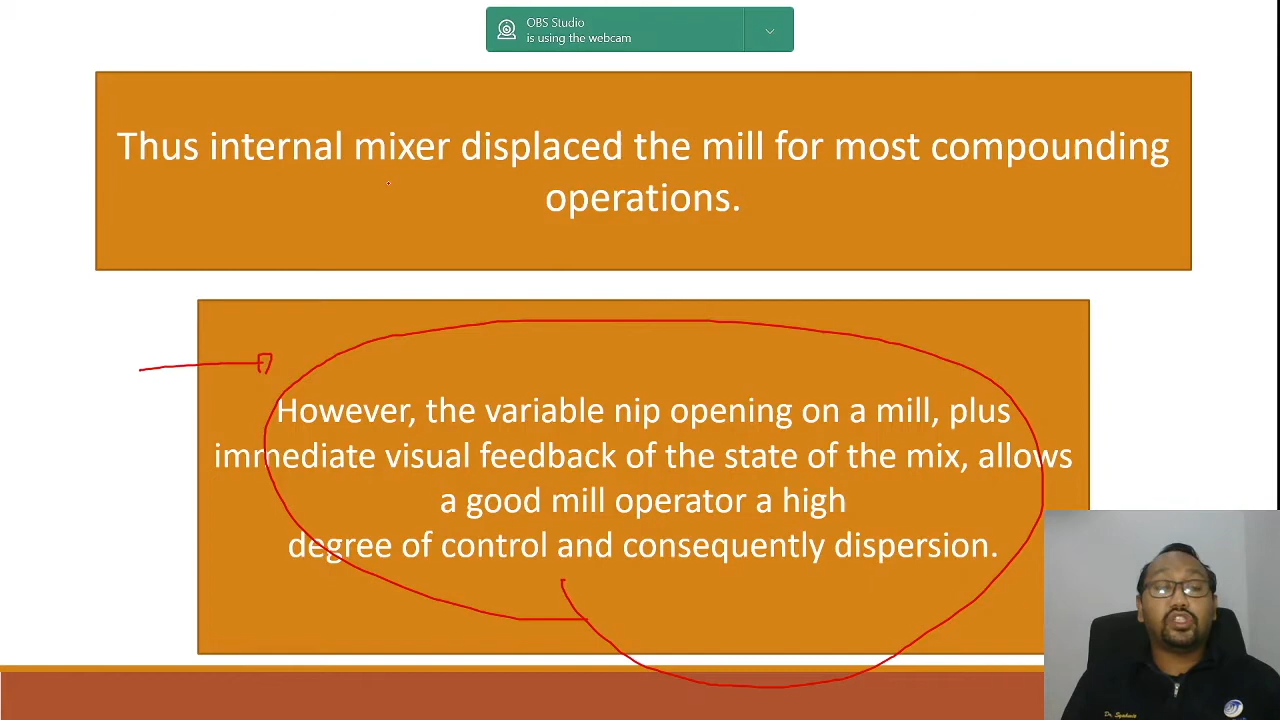 OBS Studio
is using the webcam
Thus internal mixer displaced the mill for most compounding
operations.
However, the variable nip opening on a mill, plus
immediate visual feedback of the state of the mix, allows
a good mill operator a high
degree of control and consequently dispersion.